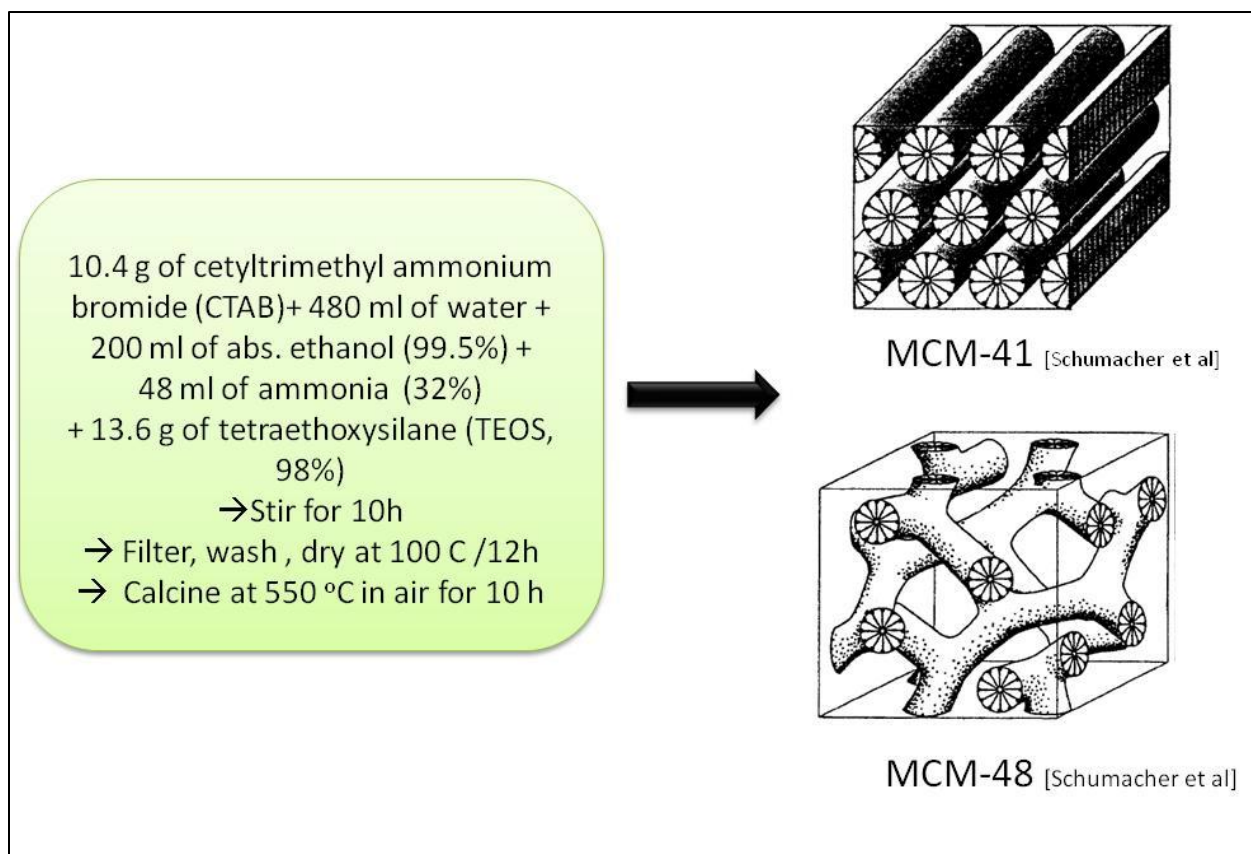 10.4 g of cetyltrimethyl ammonium
bromide (CTAB)+ 480 ml of water +
200 ml of abs. ethanol (99.5%) +
48 ml of ammonia (32%)
+ 13.6 g of tetraethoxysilane (TEOS,
98%)
→Stir for 10h
→ Filter, wash , dry at 100 C /12h
→ Calcine at 550 °C in air for 10 h
MCM-41 [Schumacher et al]
MCM-48 [Schumacher et al]